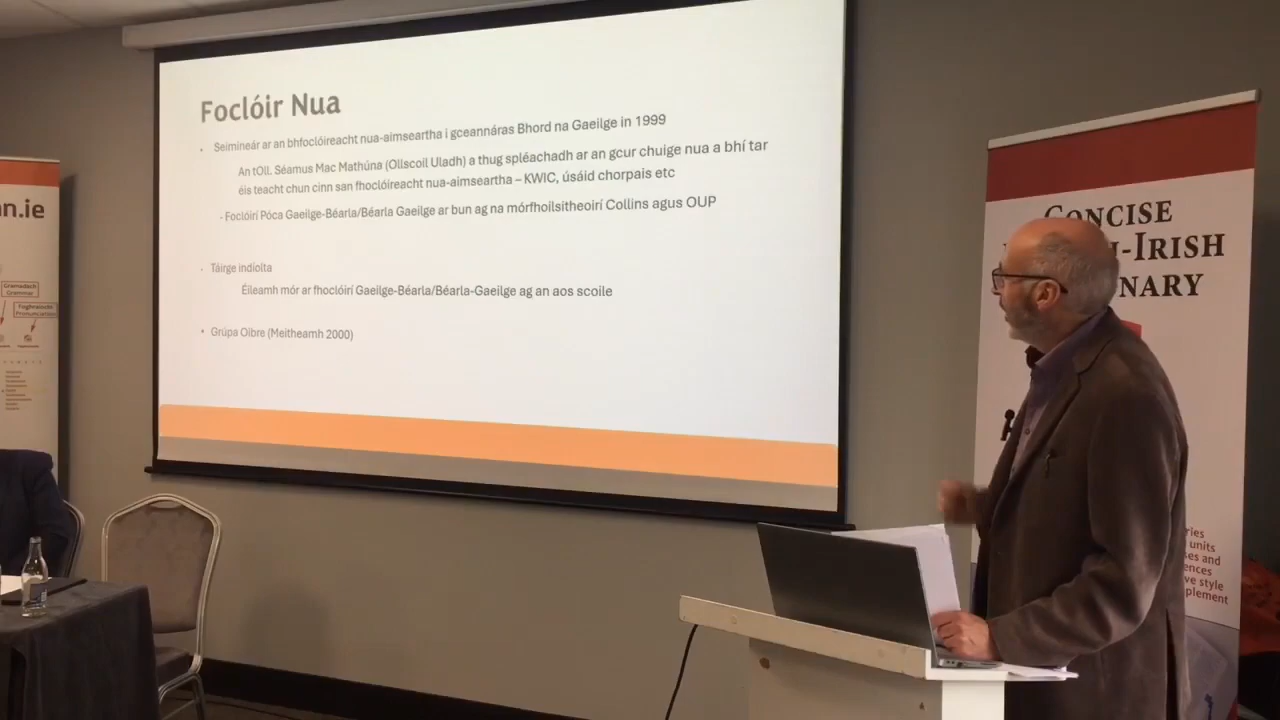 Foclóir Nua
• Seimineár ar an bhfoclóireacht nua-aimseartha i gceannáras Bhord na Gaeilge in 1999
An tOll. Séamus Mac Mathúna (Ollscoil Uladh) a thug spléachadh ar an gcur chuige nua a bhí tar
éis teacht chun cinn san fhoclóireacht nua-aimseartha – KWIC, úsáid chorpais etc
- Foclóirí Póca Gaeilge-Béarla/Béarla Gaeilge ar bun ag na mórfhoilsitheoirí Collins agus OUP
• Táirge indíolta
Éileamh mór ar fhoclóirí Gaeilge-Béarla/Béarla-Gaeilge ag an aos scoile
• Grúpa Oibre (Meitheamh 2000)
n.ie
Gramadach
Grammar
Foghraíocht
Pronunciation
CONCISE
-IRISH
NARY
ries
units
es and
ences
ve style
plement